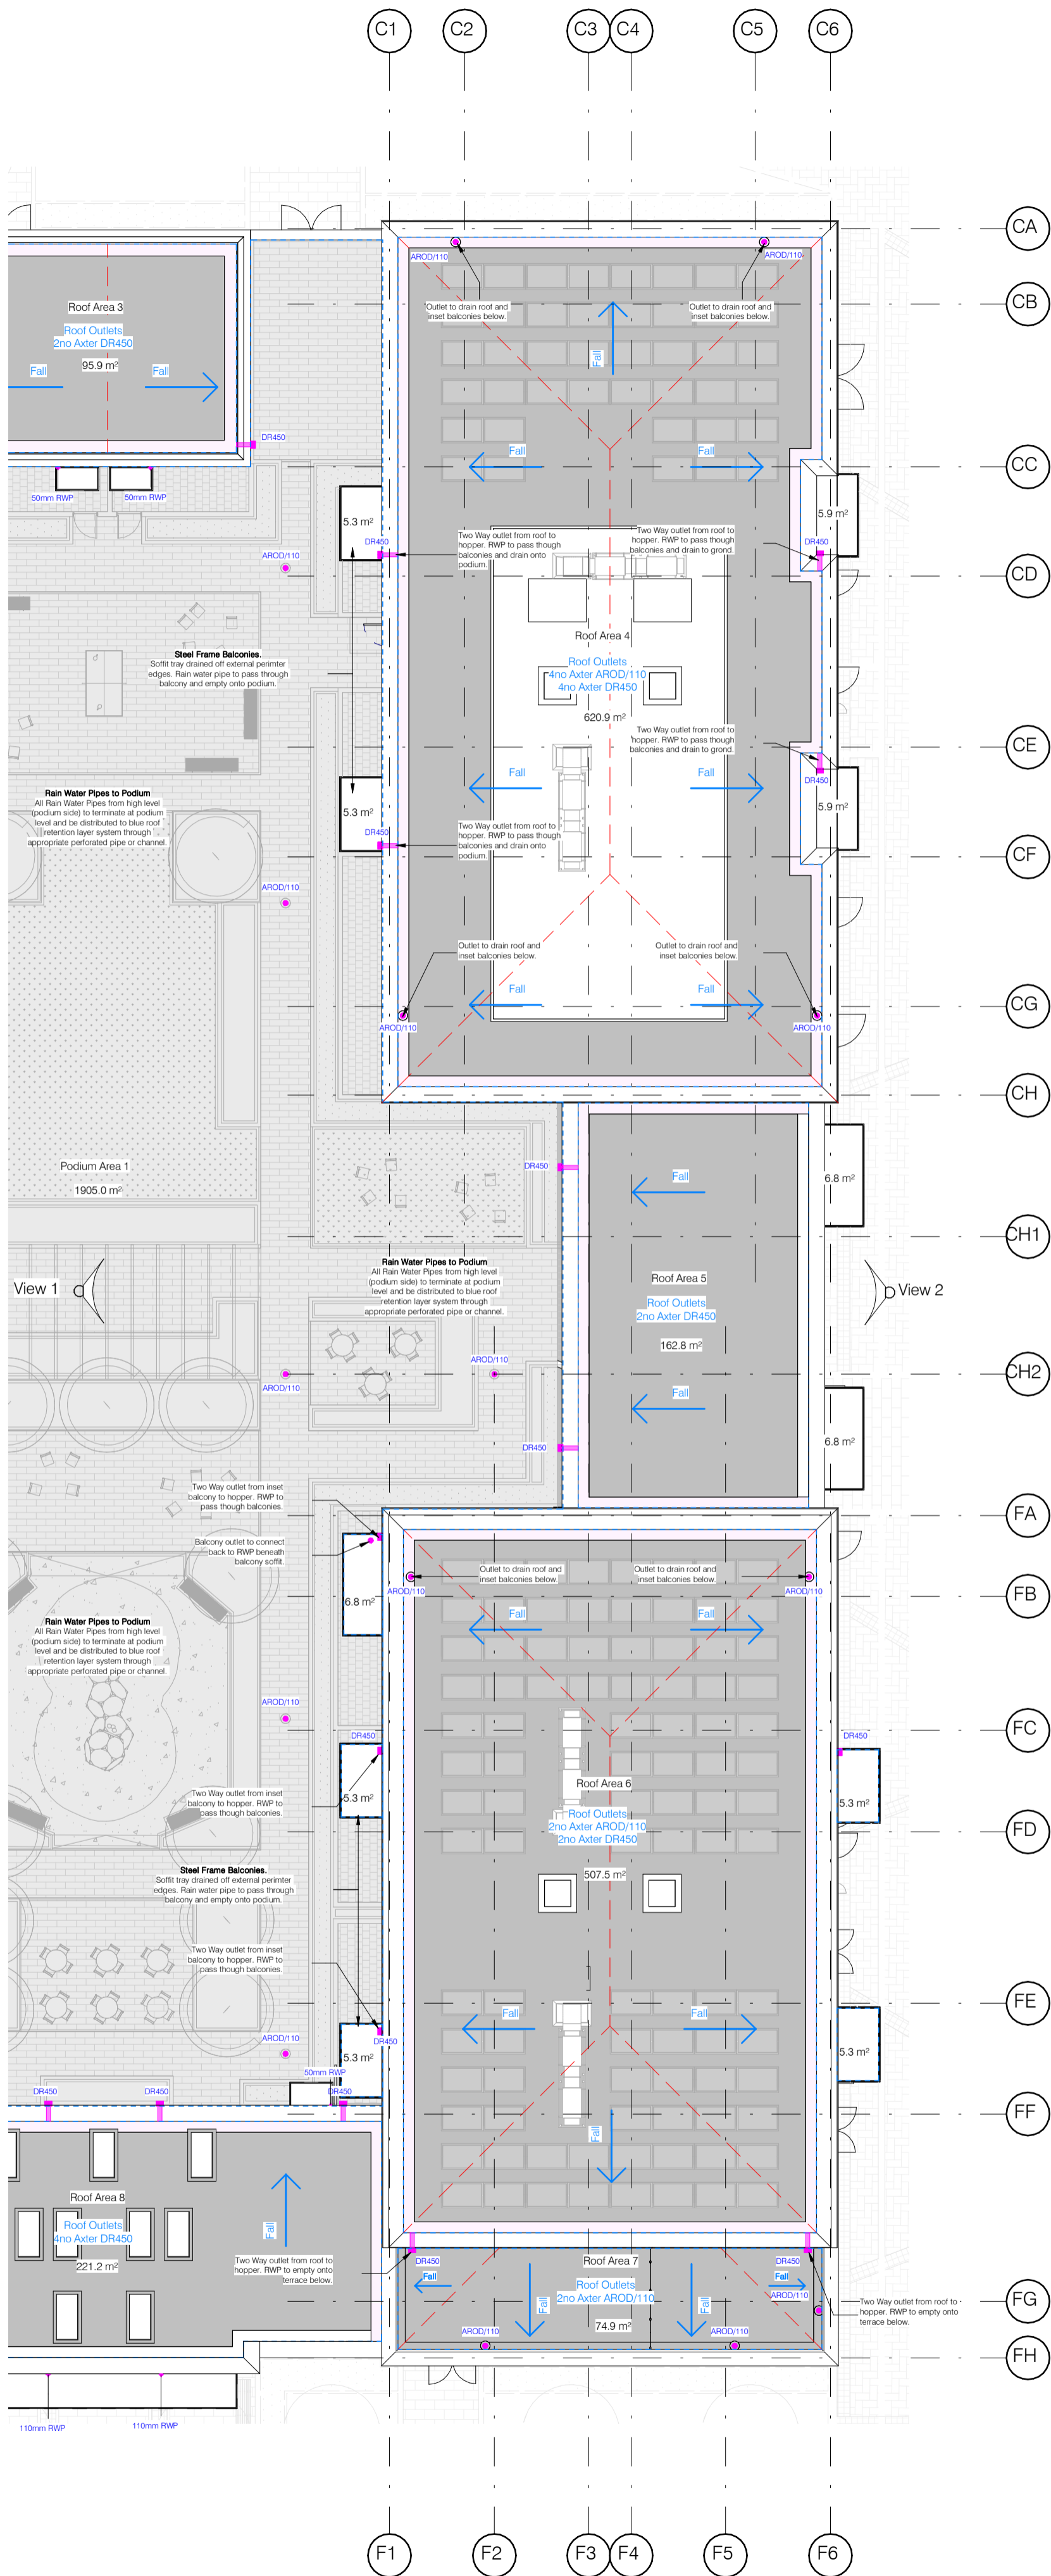 C1
C2
C3
C4
C5
C6
CA
CB
CC
CD
CE
CF
CG
CH
CH1
CH2
FA
FB
FC
FD
FE
FF
FG
FH
AROD/110
AROD/110
Outlet to drain roof and
inset balconies below.
Outlet to drain roof and
inset balconies below.
Roof Area 3
Roof Outlets
2no Axter DR450
95.9 m²
Fall
Fall
Fall
DR450
Fall
Fall
50mm RWP
50mm RWP
5.3 m²
5.9 m²
Two Way outlet from roof to
hopper. RWP to pass though
balconies and drain onto
podium.
DR450
Two Way outlet from roof to
hopper. RWP to pass though
balconies and drain to grond.
DR450
AROD/110
Roof Area 4
Roof Outlets
4no Axter AROD/110
4no Axter DR450
620.9 m²
Steel Frame Balconies.
Soffit tray drained off external perimter
edges. Rain water pipe to pass through
balcony and empty onto podium.
Two Way outlet from roof to
hopper. RWP to pass though
balconies and drain to grond.
Fall
Fall
DR450
Rain Water Pipes to Podium
All Rain Water Pipes from high level
(podium side) to terminate at podium
level and be distributed to blue roof
retention layer system through
appropriate perforated pipe or channel.
5.3 m²
5.9 m²
DR450
Two Way outlet from roof to
hopper. RWP to pass though
balconies and drain onto
podium.
AROD/110
Outlet to drain roof and
inset balconies below.
Outlet to drain roof and
inset balconies below.
Fall
Fall
AROD/110
AROD/110
Podium Area 1
1905.0 m²
DR450
Fall
6.8 m²
View 1
Rain Water Pipes to Podium
All Rain Water Pipes from high level
(podium side) to terminate at podium
level and be distributed to blue roof
retention layer system through
appropriate perforated pipe or channel.
Roof Area 5
Roof Outlets
2no Axter DR450
162.8 m²
View 2
AROD/110
AROD/110
Fall
DR450
6.8 m²
Two Way outlet from inset
balcony to hopper. RWP to
pass though balconies.
Balcony outlet to connect
back to RWP beneath
balcony soffit.
6.8 m²
Outlet to drain roof and
inset balconies below.
Outlet to drain roof and
inset balconies below.
AROD/110
AROD/110
Fall
Fall
Rain Water Pipes to Podium
All Rain Water Pipes from high level
(podium side) to terminate at podium
level and be distributed to blue roof
retention layer system through
appropriate perforated pipe or channel.
AROD/110
DR450
DR450
Roof Area 6
Roof Outlets
2no Axter AROD/110
2no Axter DR450
507.5 m²
Two Way outlet from inset
balcony to hopper. RWP to
pass though balconies.
5.3 m²
5.3 m²
Steel Frame Balconies.
Soffit tray drained off external perimter
edges. Rain water pipe to pass through
balcony and empty onto podium.
Two Way outlet from inset
balcony to hopper. RWP to
pass though balconies.
Fall
Fall
AROD/110
DR450
5.3 m²
5.3 m²
50mm RWP
DR450
DR450
DR450
Fall
Roof Area 8
Roof Outlets
4no Axter DR450
221.2 m²
Fall
Two Way outlet from roof to
hopper. RWP to empty onto
terrace below.
DR450
Roof Area 7
Roof Outlets
2no Axter AROD/110
74.9 m²
DR450
AROD/110
Fall
Fall
Fall
Fall
Two Way outlet from roof to
hopper. RWP to empty onto
terrace below.
AROD/110
AROD/110
110mm RWP
110mm RWP
F1
F2
F3
F4
F5
F6